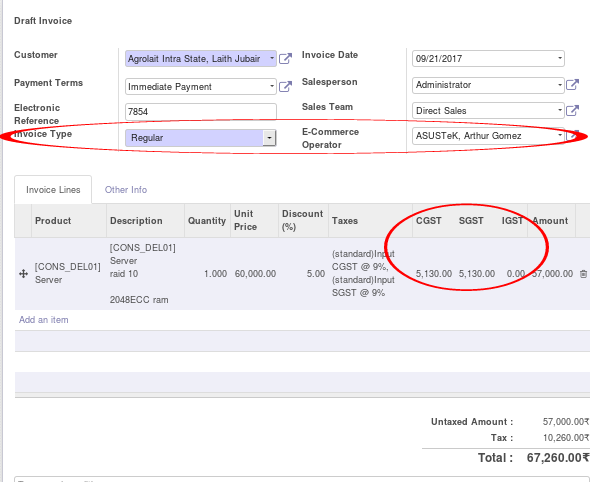 Draft Invoice
Customer Agrolait Intra State, Laith Jubair Invoice Date 09/21/2017
Payment Terms Immediate Payment Salesperson Administrator
Electronic Reference 7854 Sales Team Direct Sales
Invoice Type Regular E-Commerce Operator ASUSTeK, Arthur Gomez
Invoice Lines Other Info
Product Description Quantity Unit Price Discount (%) Taxes CGST SGST IGST Amount
[CONS_DEL01] Server
[CONS_DEL01]
Server
raid 10
2048ECC ram
1.000 60,000.00 5.00
(standard)Input
CGST @ 9%,
(standard)Input
SGST @ 9%
5,130.00 5,130.00 0.00 57,000.00
Add an item
Untaxed Amount : 57,000.00₹
Tax : 10,260.00₹
Total : 67,260.00₹